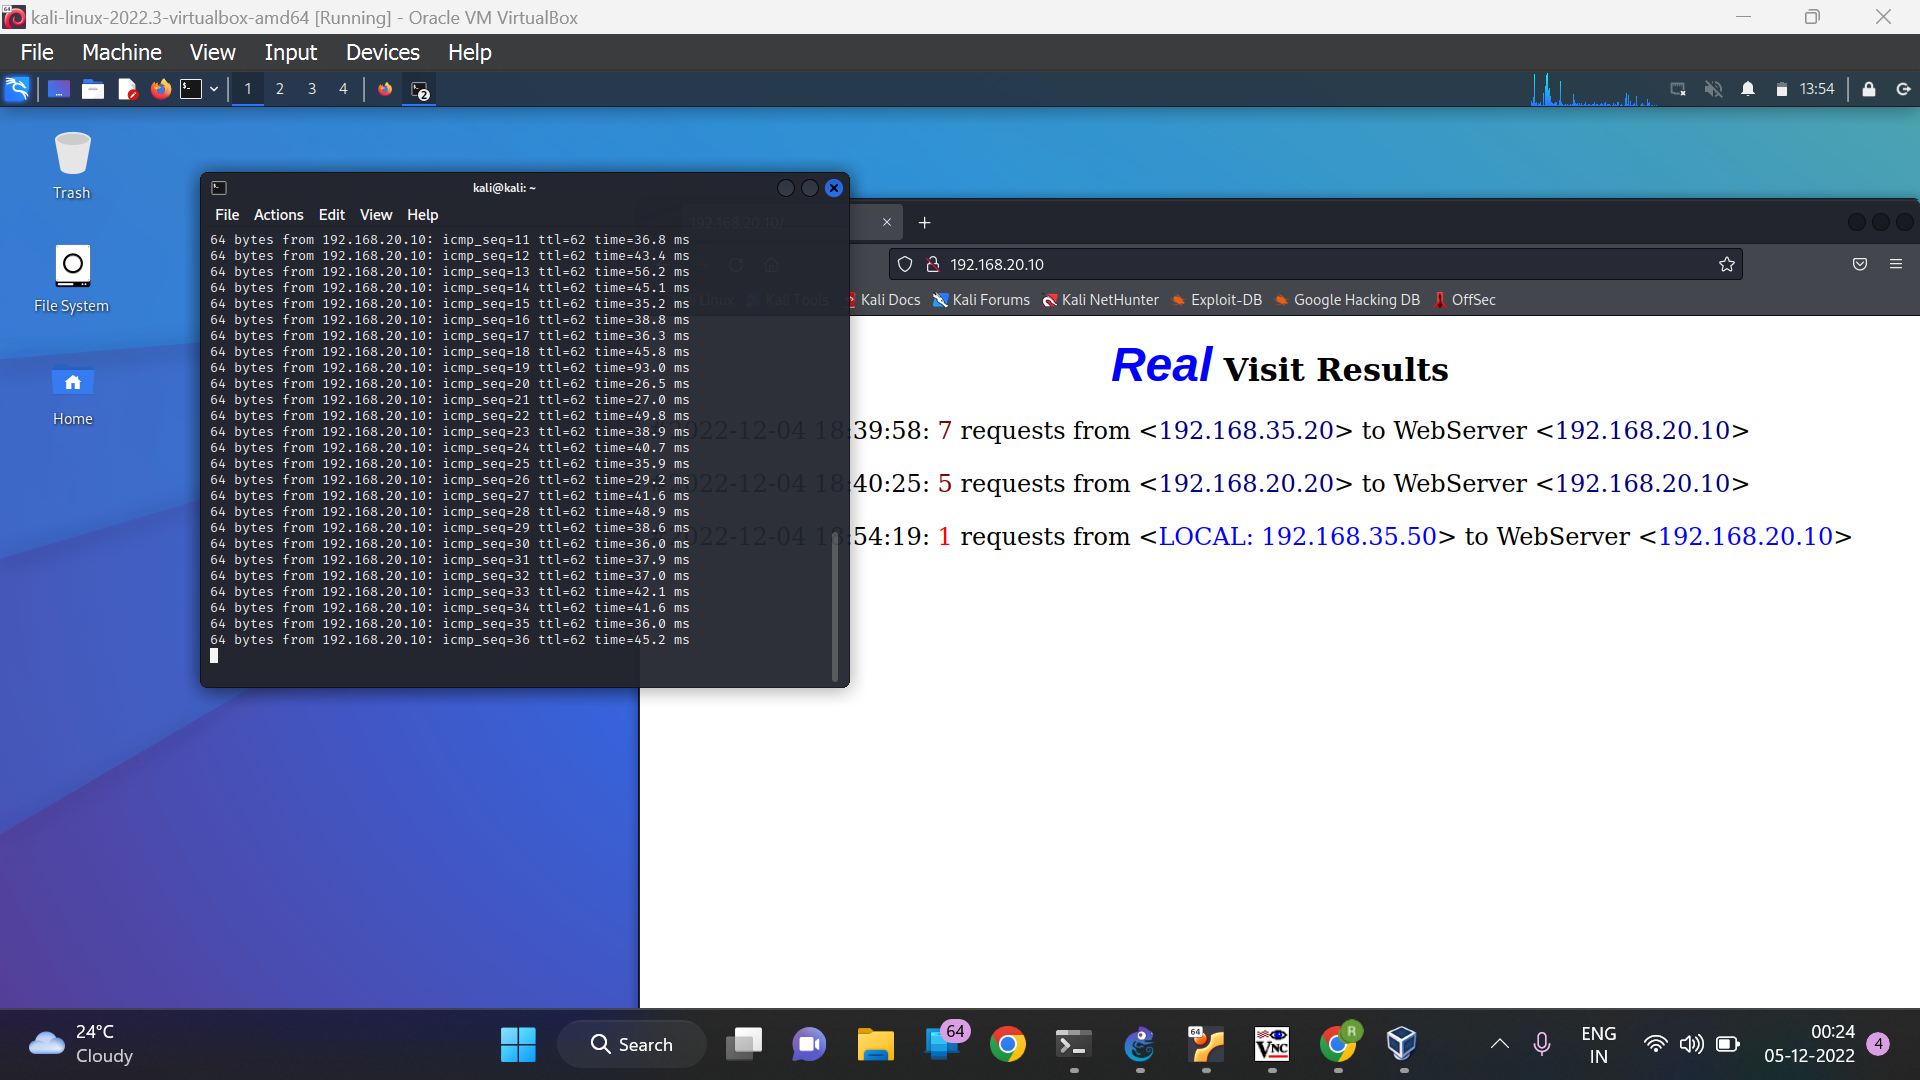 kali-linux-2022.3-virtualbox-amd64 [Running] - Oracle VM VirtualBox
File Machine View Input Devices Help
1 2 3 4 2 13:54
Trash
File System
Home
kali@kali: ~
File Actions Edit View Help
64 bytes from 192.168.20.10: icmp_seq=11 ttl=62 time=36.8 ms
64 bytes from 192.168.20.10: icmp_seq=12 ttl=62 time=43.4 ms
64 bytes from 192.168.20.10: icmp_seq=13 ttl=62 time=56.2 ms
64 bytes from 192.168.20.10: icmp_seq=14 ttl=62 time=45.1 ms
64 bytes from 192.168.20.10: icmp_seq=15 ttl=62 time=35.2 ms
64 bytes from 192.168.20.10: icmp_seq=16 ttl=62 time=38.8 ms
64 bytes from 192.168.20.10: icmp_seq=17 ttl=62 time=36.3 ms
64 bytes from 192.168.20.10: icmp_seq=18 ttl=62 time=45.8 ms
64 bytes from 192.168.20.10: icmp_seq=19 ttl=62 time=93.0 ms
64 bytes from 192.168.20.10: icmp_seq=20 ttl=62 time=26.5 ms
64 bytes from 192.168.20.10: icmp_seq=21 ttl=62 time=27.0 ms
64 bytes from 192.168.20.10: icmp_seq=22 ttl=62 time=49.8 ms
64 bytes from 192.168.20.10: icmp_seq=23 ttl=62 time=38.9 ms
64 bytes from 192.168.20.10: icmp_seq=24 ttl=62 time=40.7 ms
64 bytes from 192.168.20.10: icmp_seq=25 ttl=62 time=35.9 ms
64 bytes from 192.168.20.10: icmp_seq=26 ttl=62 time=29.2 ms
64 bytes from 192.168.20.10: icmp_seq=27 ttl=62 time=41.6 ms
64 bytes from 192.168.20.10: icmp_seq=28 ttl=62 time=48.9 ms
64 bytes from 192.168.20.10: icmp_seq=29 ttl=62 time=38.6 ms
64 bytes from 192.168.20.10: icmp_seq=30 ttl=62 time=36.0 ms
64 bytes from 192.168.20.10: icmp_seq=31 ttl=62 time=37.9 ms
64 bytes from 192.168.20.10: icmp_seq=32 ttl=62 time=37.0 ms
64 bytes from 192.168.20.10: icmp_seq=33 ttl=62 time=42.1 ms
64 bytes from 192.168.20.10: icmp_seq=34 ttl=62 time=41.6 ms
64 bytes from 192.168.20.10: icmp_seq=35 ttl=62 time=36.0 ms
64 bytes from 192.168.20.10: icmp_seq=36 ttl=62 time=45.2 ms
192.168.20.10/
192.168.20.10
Linux Kali Tools Kali Docs Kali Forums Kali NetHunter Exploit-DB Google Hacking DB OffSec
Real Visit Results
2022-12-04 18:39:58: 7 requests from <192.168.35.20> to WebServer <192.168.20.10>
2022-12-04 18:40:25: 5 requests from <192.168.20.20> to WebServer <192.168.20.10>
2022-12-04 18:54:19: 1 requests from <LOCAL: 192.168.35.50> to WebServer <192.168.20.10>
24°C
Cloudy
Search
64
64
VNC
R
ENG
IN
00:24
05-12-2022
4